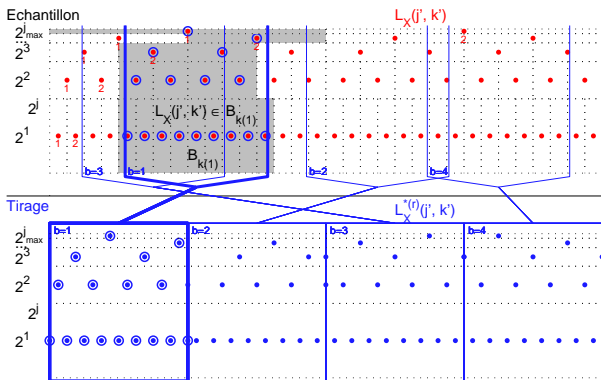 Echantillon
L_X(j', k')
2^j_max
1
1
2
2
2^3
1
2
2^2
1
2
2^j
L_X(j', k') ∈ B_k(1)
2^1
1
2
B_k(1)
b=3
b=1
b=2
b=4
Tirage
L_X^*(r)(j', k')
b=1
b=2
b=3
b=4
2^j_max
2^3
2^2
2^j
2^1